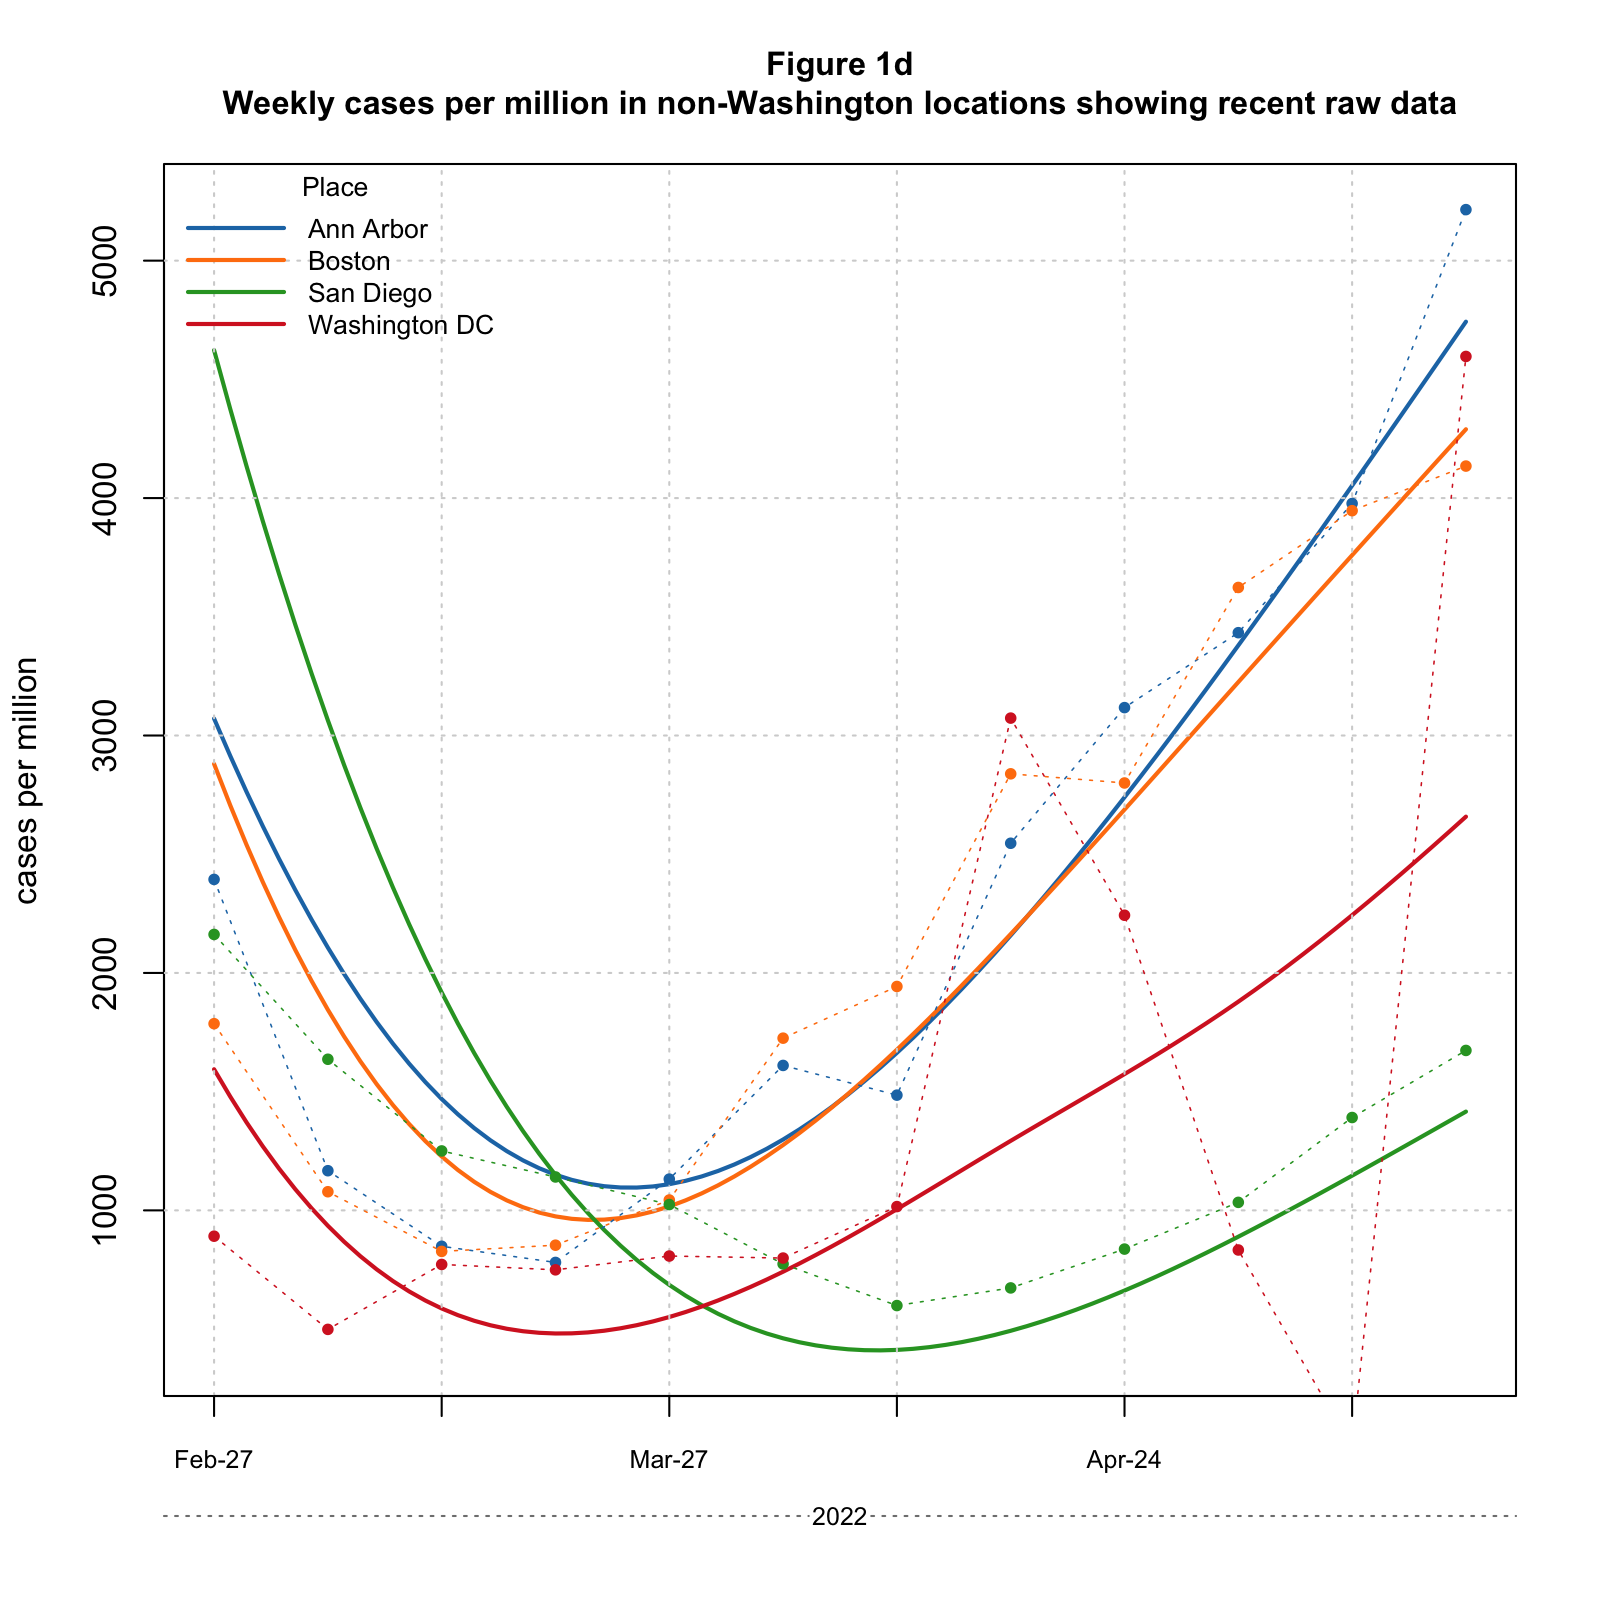 Figure 1d
Weekly cases per million in non-Washington locations showing recent raw data
Place
Ann Arbor
Boston
San Diego
Washington DC
cases per million
5000
4000
3000
2000
1000
Feb-27
Mar-27
Apr-24
2022